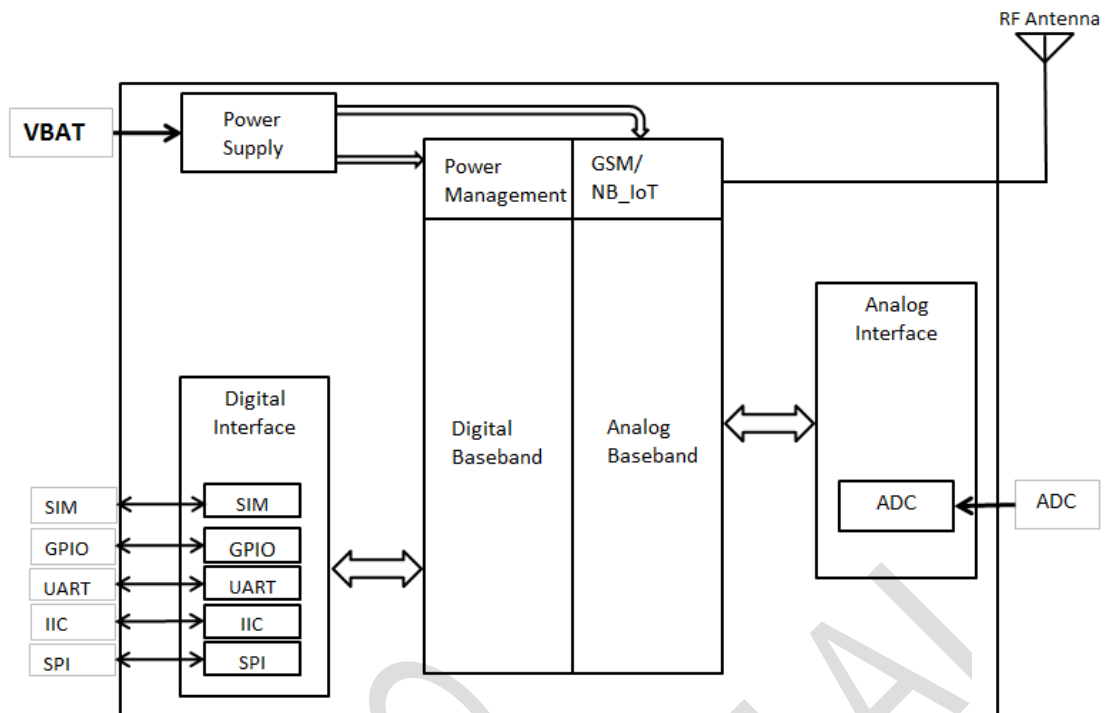 RF Antenna
VBAT
Power
Supply
Power
Management
GSM/
NB_IoT
Analog
Interface
Digital
Interface
Digital
Baseband
Analog
Baseband
SIM
SIM
GPIO
GPIO
UART
UART
IIC
IIC
SPI
SPI
ADC
ADC